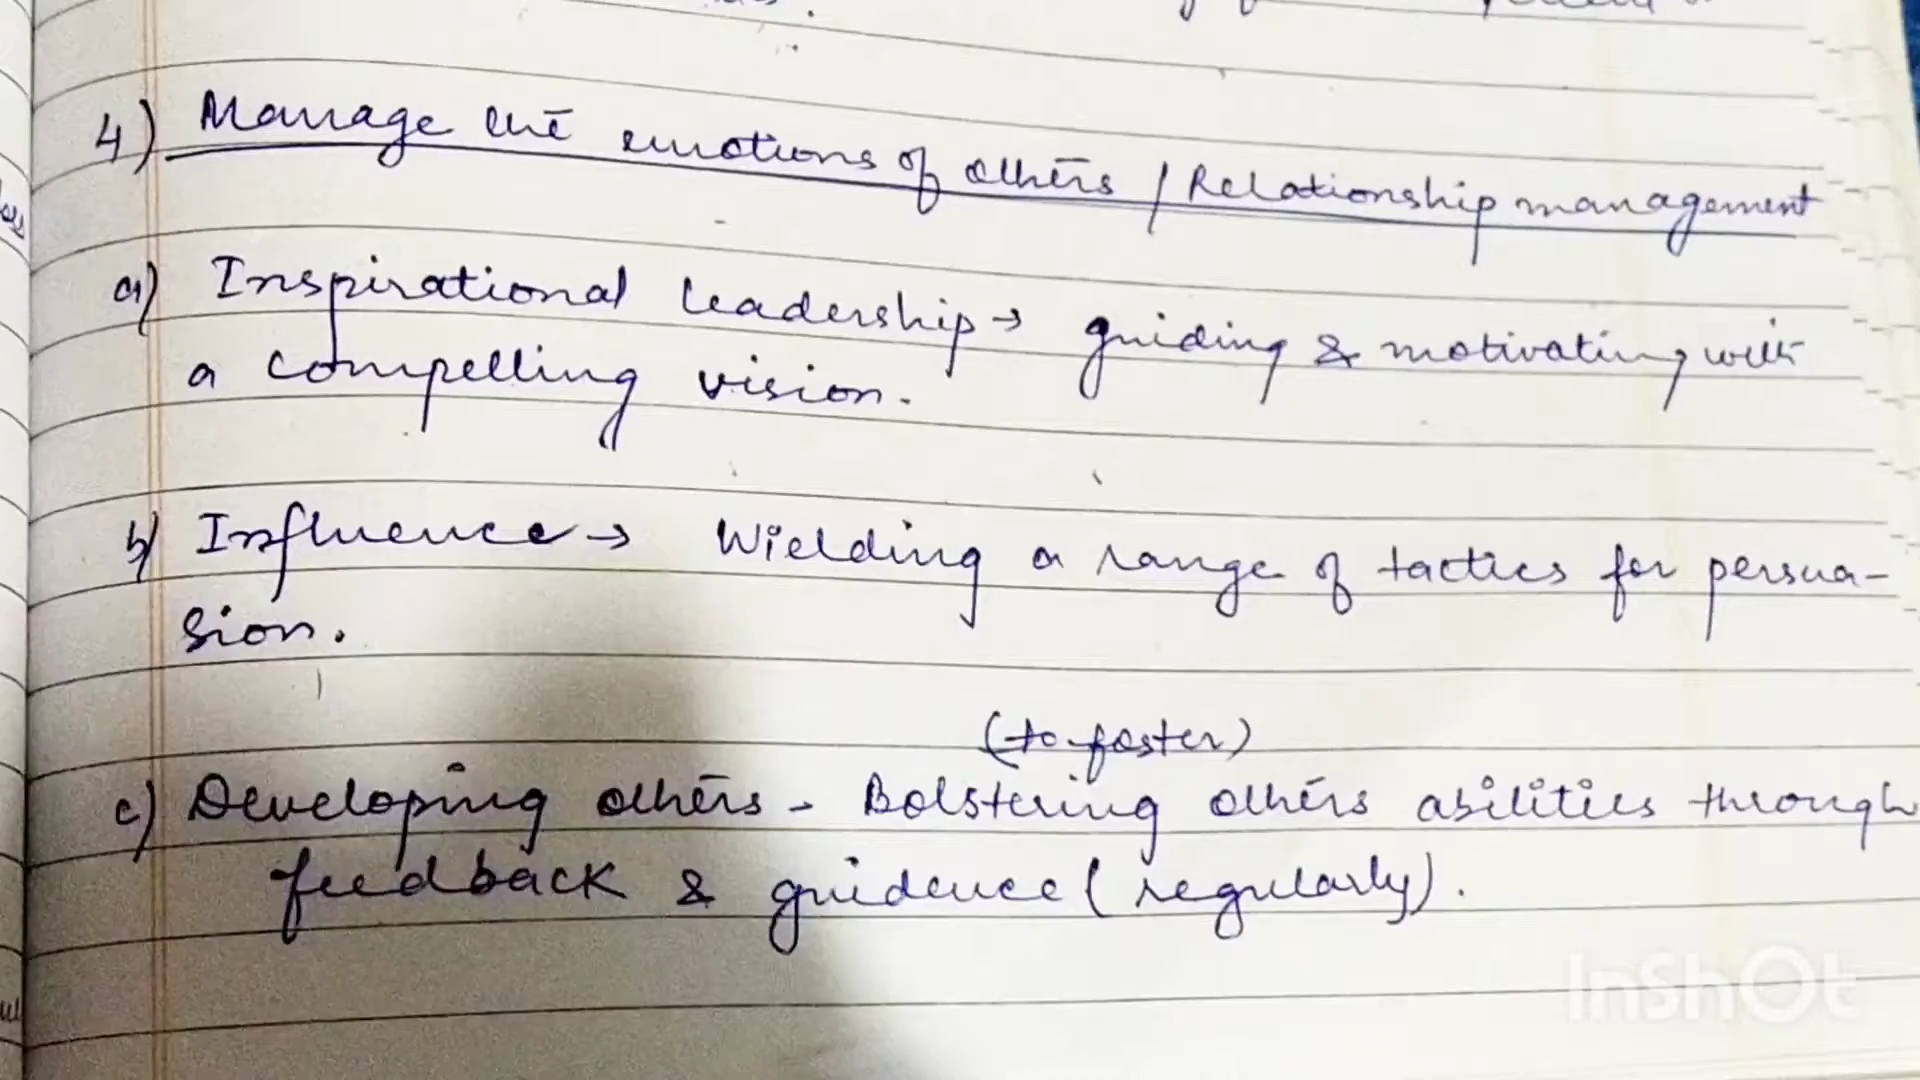 4) Manage the emotions of others / Relationship management
a) Inspirational leadership → guiding & motivating with
a compelling vision.
b) Influence → Wielding a range of tactics for persua-
sion.
(to foster)
c) Developing others - Bolstering others abilities through
feedback & guidence (regularly).
InShOt